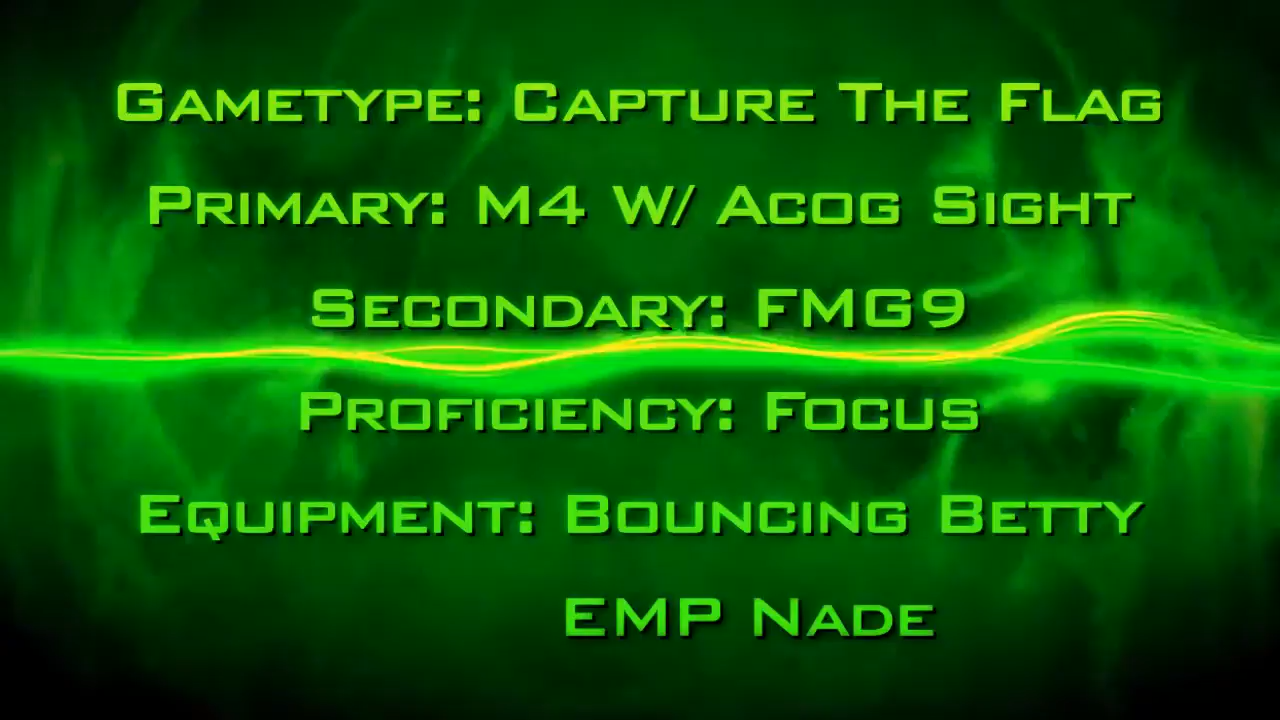 Gametype: Capture The Flag
Primary: M4 W/ Acog Sight
Secondary: FMG9
Proficiency: Focus
Equipment: Bouncing Betty
EMP Nade